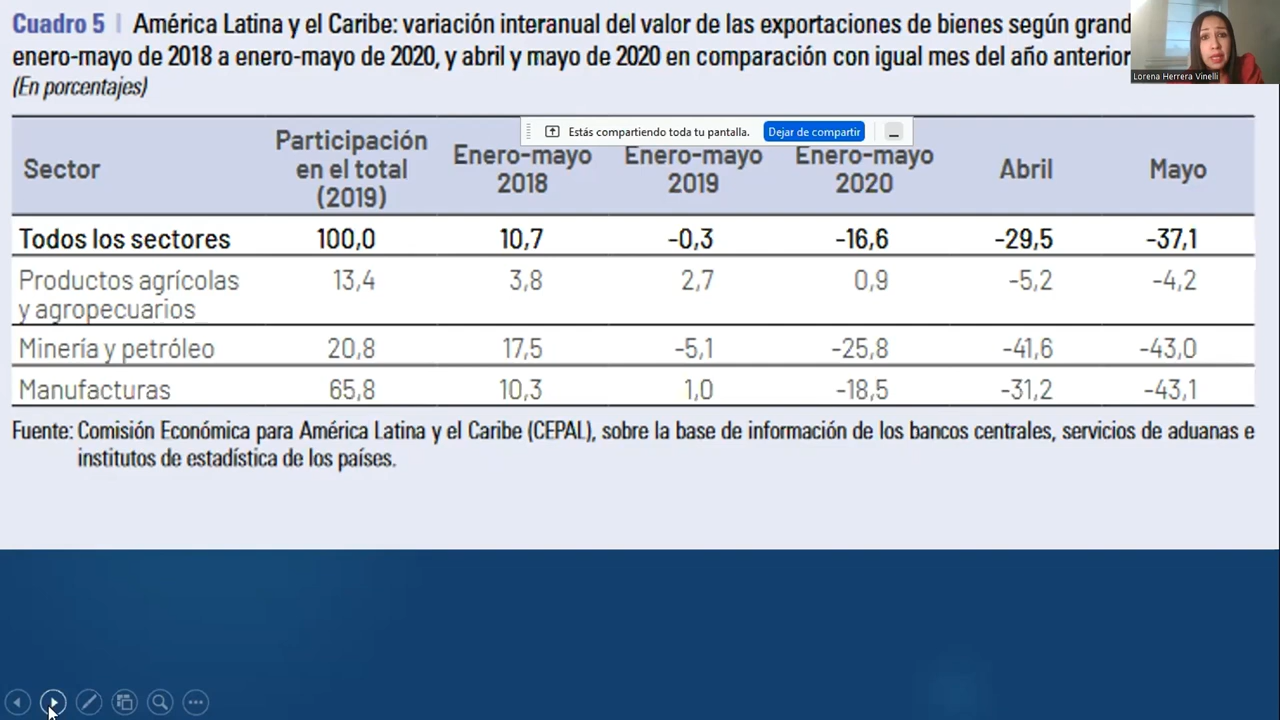 Cuadro 5 | América Latina y el Caribe: variación interanual del valor de las exportaciones de bienes según grand
enero-mayo de 2018 a enero-mayo de 2020, y abril y mayo de 2020 en comparación con igual mes del año anterior
(En porcentajes)
Lorena Herrera Vinelli
Estás compartiendo toda tu pantalla. Dejar de compartir
Sector Participación en el total (2019) Enero-mayo 2018 Enero-mayo 2019 Enero-mayo 2020 Abril Mayo
Todos los sectores 100,0 10,7 -0,3 -16,6 -29,5 -37,1
Productos agrícolas y agropecuarios 13,4 3,8 2,7 0,9 -5,2 -4,2
Minería y petróleo 20,8 17,5 -5,1 -25,8 -41,6 -43,0
Manufacturas 65,8 10,3 1,0 -18,5 -31,2 -43,1
Fuente: Comisión Económica para América Latina y el Caribe (CEPAL), sobre la base de información de los bancos centrales, servicios de aduanas e
institutos de estadística de los países.